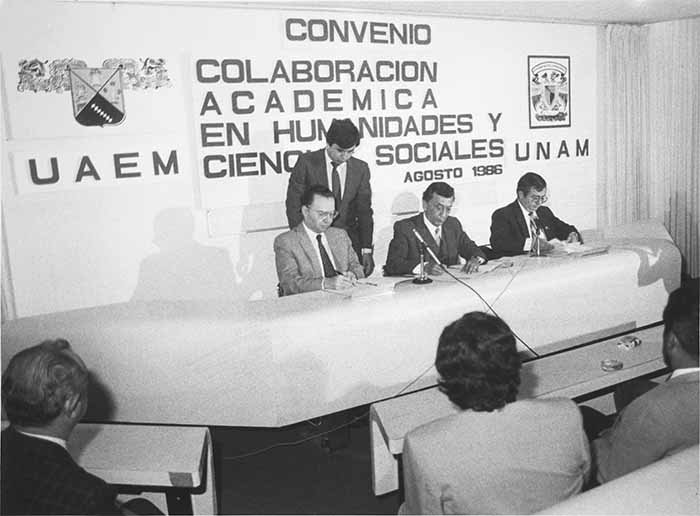 CONVENIO
COLABORACION
ACADEMICA
EN HUMANIDADES Y
CIENCIAS SOCIALES
AGOSTO 1986
UAEM
UNAM